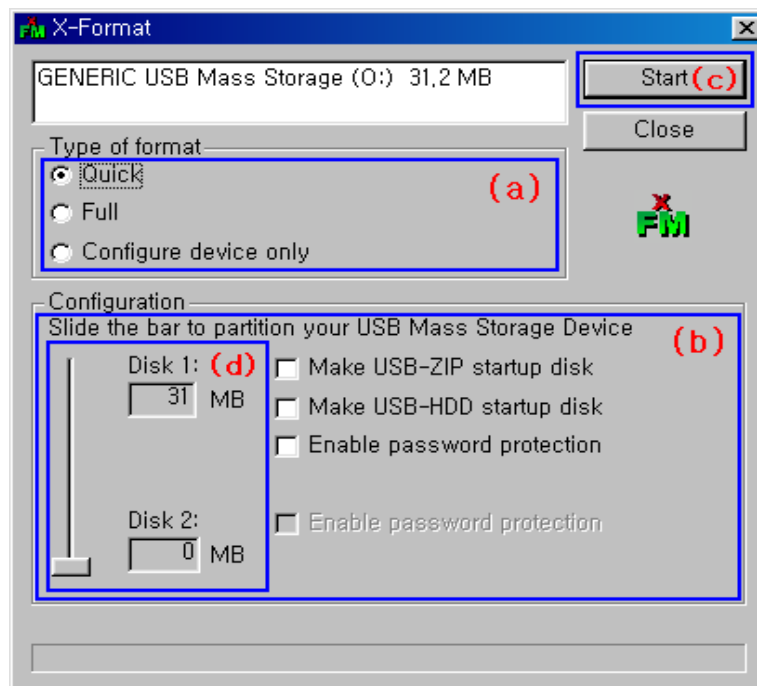 X-Format
GENERIC USB Mass Storage (O:) 31,2 MB
Start (c)
Close
Type of format
Quick
(a)
Full
Configure device only
X
FM
Configuration
Slide the bar to partition your USB Mass Storage Device
(b)
Disk 1: (d)
31 MB
Make USB-ZIP startup disk
Make USB-HDD startup disk
Enable password protection
Disk 2:
0 MB
Enable password protection